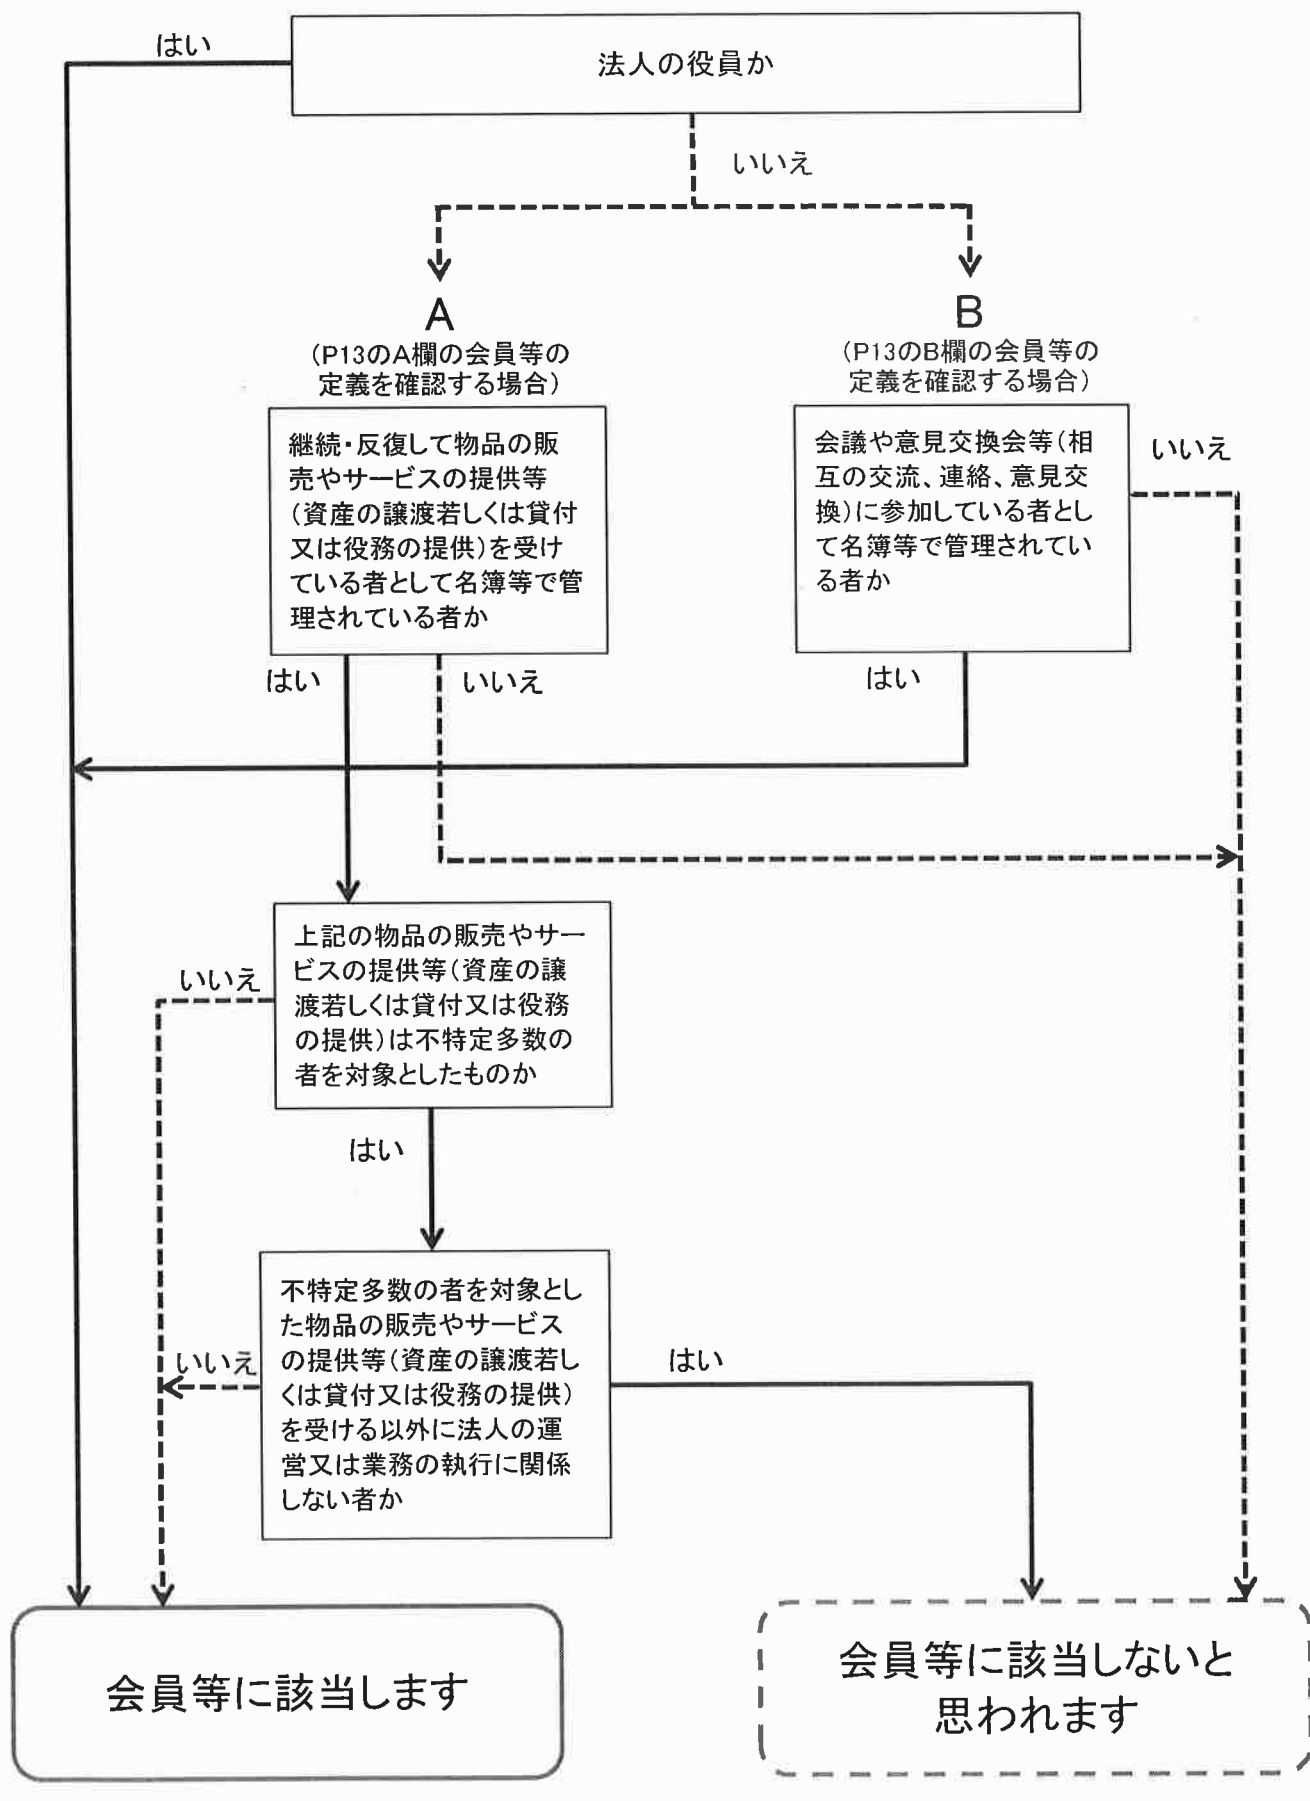 はい
法人の役員か
いいえ
A
（P13のA欄の会員等の
定義を確認する場合）
B
（P13のB欄の会員等の
定義を確認する場合）
継続・反復して物品の販
売やサービスの提供等
（資産の譲渡若しくは貸付
又は役務の提供）を受け
ている者として名簿等で管
理されている者か
会議や意見交換会等（相
互の交流、連絡、意見交
換）に参加している者とし
て名簿等で管理されてい
る者か
いいえ
はい
いいえ
はい
上記の物品の販売やサー
ビスの提供等（資産の譲
渡若しくは貸付又は役務
の提供）は不特定多数の
者を対象としたものか
いいえ
はい
不特定多数の者を対象とし
た物品の販売やサービス
の提供等（資産の譲渡若し
くは貸付又は役務の提供）
を受ける以外に法人の運
営又は業務の執行に関係
しない者か
いいえ
はい
会員等に該当します
会員等に該当しないと
思われます